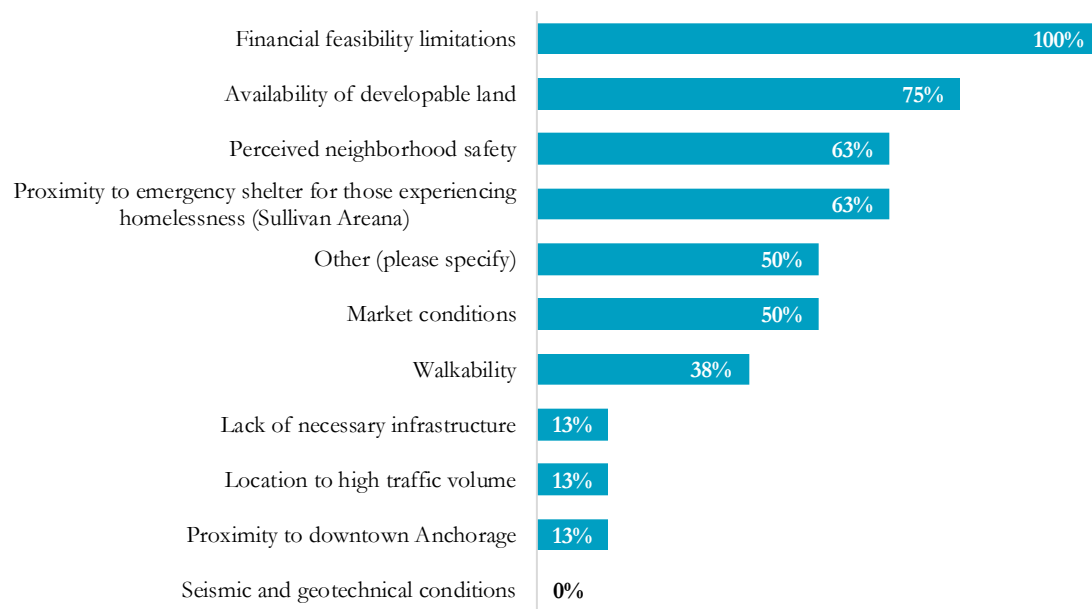 Financial feasibility limitations 100%
Availability of developable land 75%
Perceived neighborhood safety 63%
Proximity to emergency shelter for those experiencing
homelessness (Sullivan Areana) 63%
Other (please specify) 50%
Market conditions 50%
Walkability 38%
Lack of necessary infrastructure 13%
Location to high traffic volume 13%
Proximity to downtown Anchorage 13%
Seismic and geotechnical conditions 0%